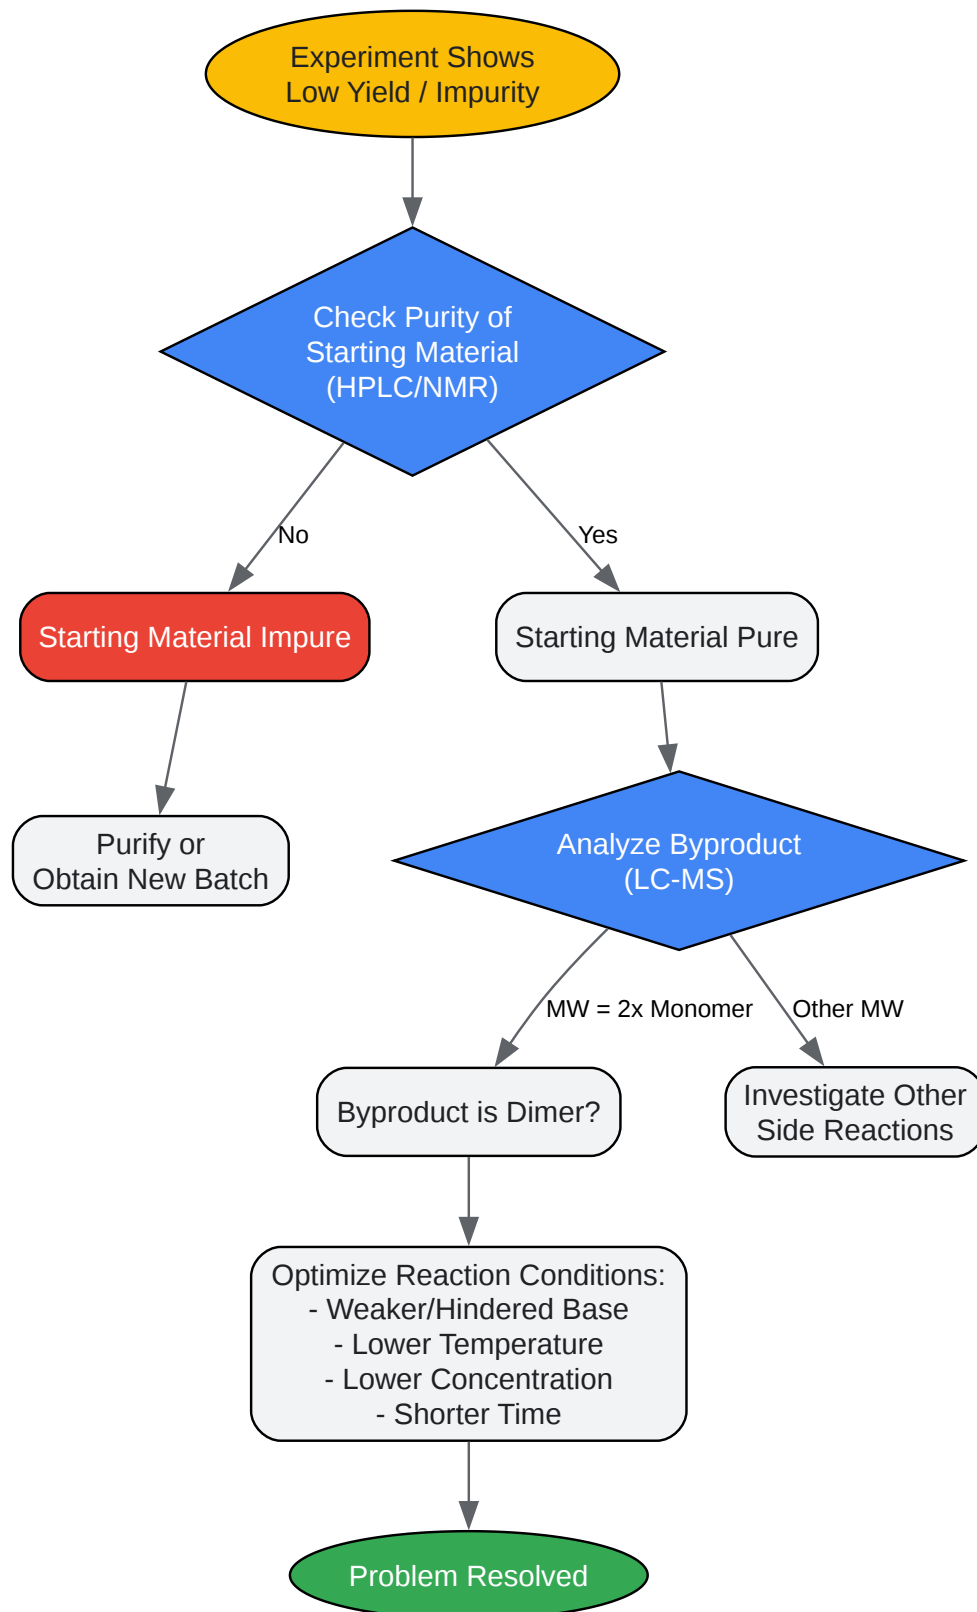 Experiment Shows
Low Yield / Impurity
Check Purity of
Starting Material
(HPLC/NMR)
No
Yes
Starting Material Impure
Starting Material Pure
Purify or
Obtain New Batch
Analyze Byproduct
(LC-MS)
MW = 2x Monomer
Other MW
Byproduct is Dimer?
Investigate Other
Side Reactions
Optimize Reaction Conditions:
- Weaker/Hindered Base
- Lower Temperature
- Lower Concentration
- Shorter Time
Problem Resolved